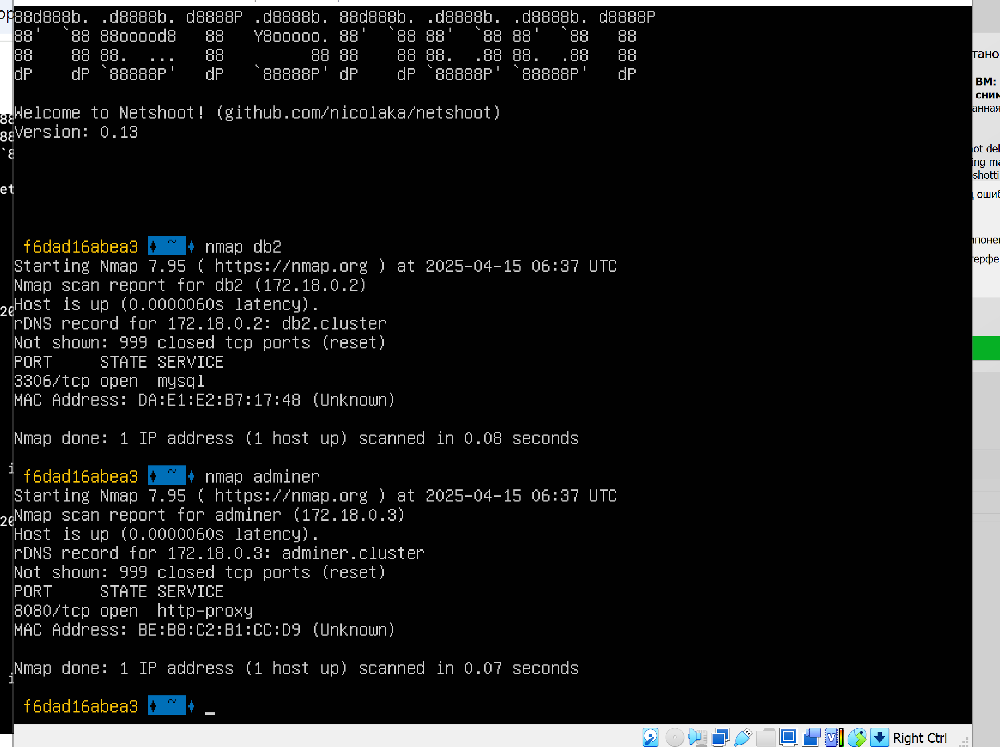 88d888b. .d8888b. d8888P .d8888b. 88d888b. .d8888b. .d8888b. d8888P
88'  `88 88ooood8   88   Y8ooooo. 88'  `88 88'  `88 88'  `88   88
88    88 88.  ...   88         88 88    88 88.  .88 88.  .88   88
dP    dP `88888P'   dP   `88888P' dP    dP `88888P' `88888P'   dP
Welcome to Netshoot! (github.com/nicolaka/netshoot)
Version: 0.13
f6dad16abea3 ~ nmap db2
Starting Nmap 7.95 ( https://nmap.org ) at 2025-04-15 06:37 UTC
Nmap scan report for db2 (172.18.0.2)
Host is up (0.0000060s latency).
rDNS record for 172.18.0.2: db2.cluster
Not shown: 999 closed tcp ports (reset)
PORT     STATE SERVICE
3306/tcp open  mysql
MAC Address: DA:E1:E2:B7:17:48 (Unknown)
Nmap done: 1 IP address (1 host up) scanned in 0.08 seconds
f6dad16abea3 ~ nmap adminer
Starting Nmap 7.95 ( https://nmap.org ) at 2025-04-15 06:37 UTC
Nmap scan report for adminer (172.18.0.3)
Host is up (0.0000060s latency).
rDNS record for 172.18.0.3: adminer.cluster
Not shown: 999 closed tcp ports (reset)
PORT     STATE SERVICE
8080/tcp open  http-proxy
MAC Address: BE:B8:C2:B1:CC:D9 (Unknown)
Nmap done: 1 IP address (1 host up) scanned in 0.07 seconds
f6dad16abea3 ~ _
Right Ctrl
тано
ВМ:
сним
анная
ot del
ing ma
shotti
ошиб
понен
терфе